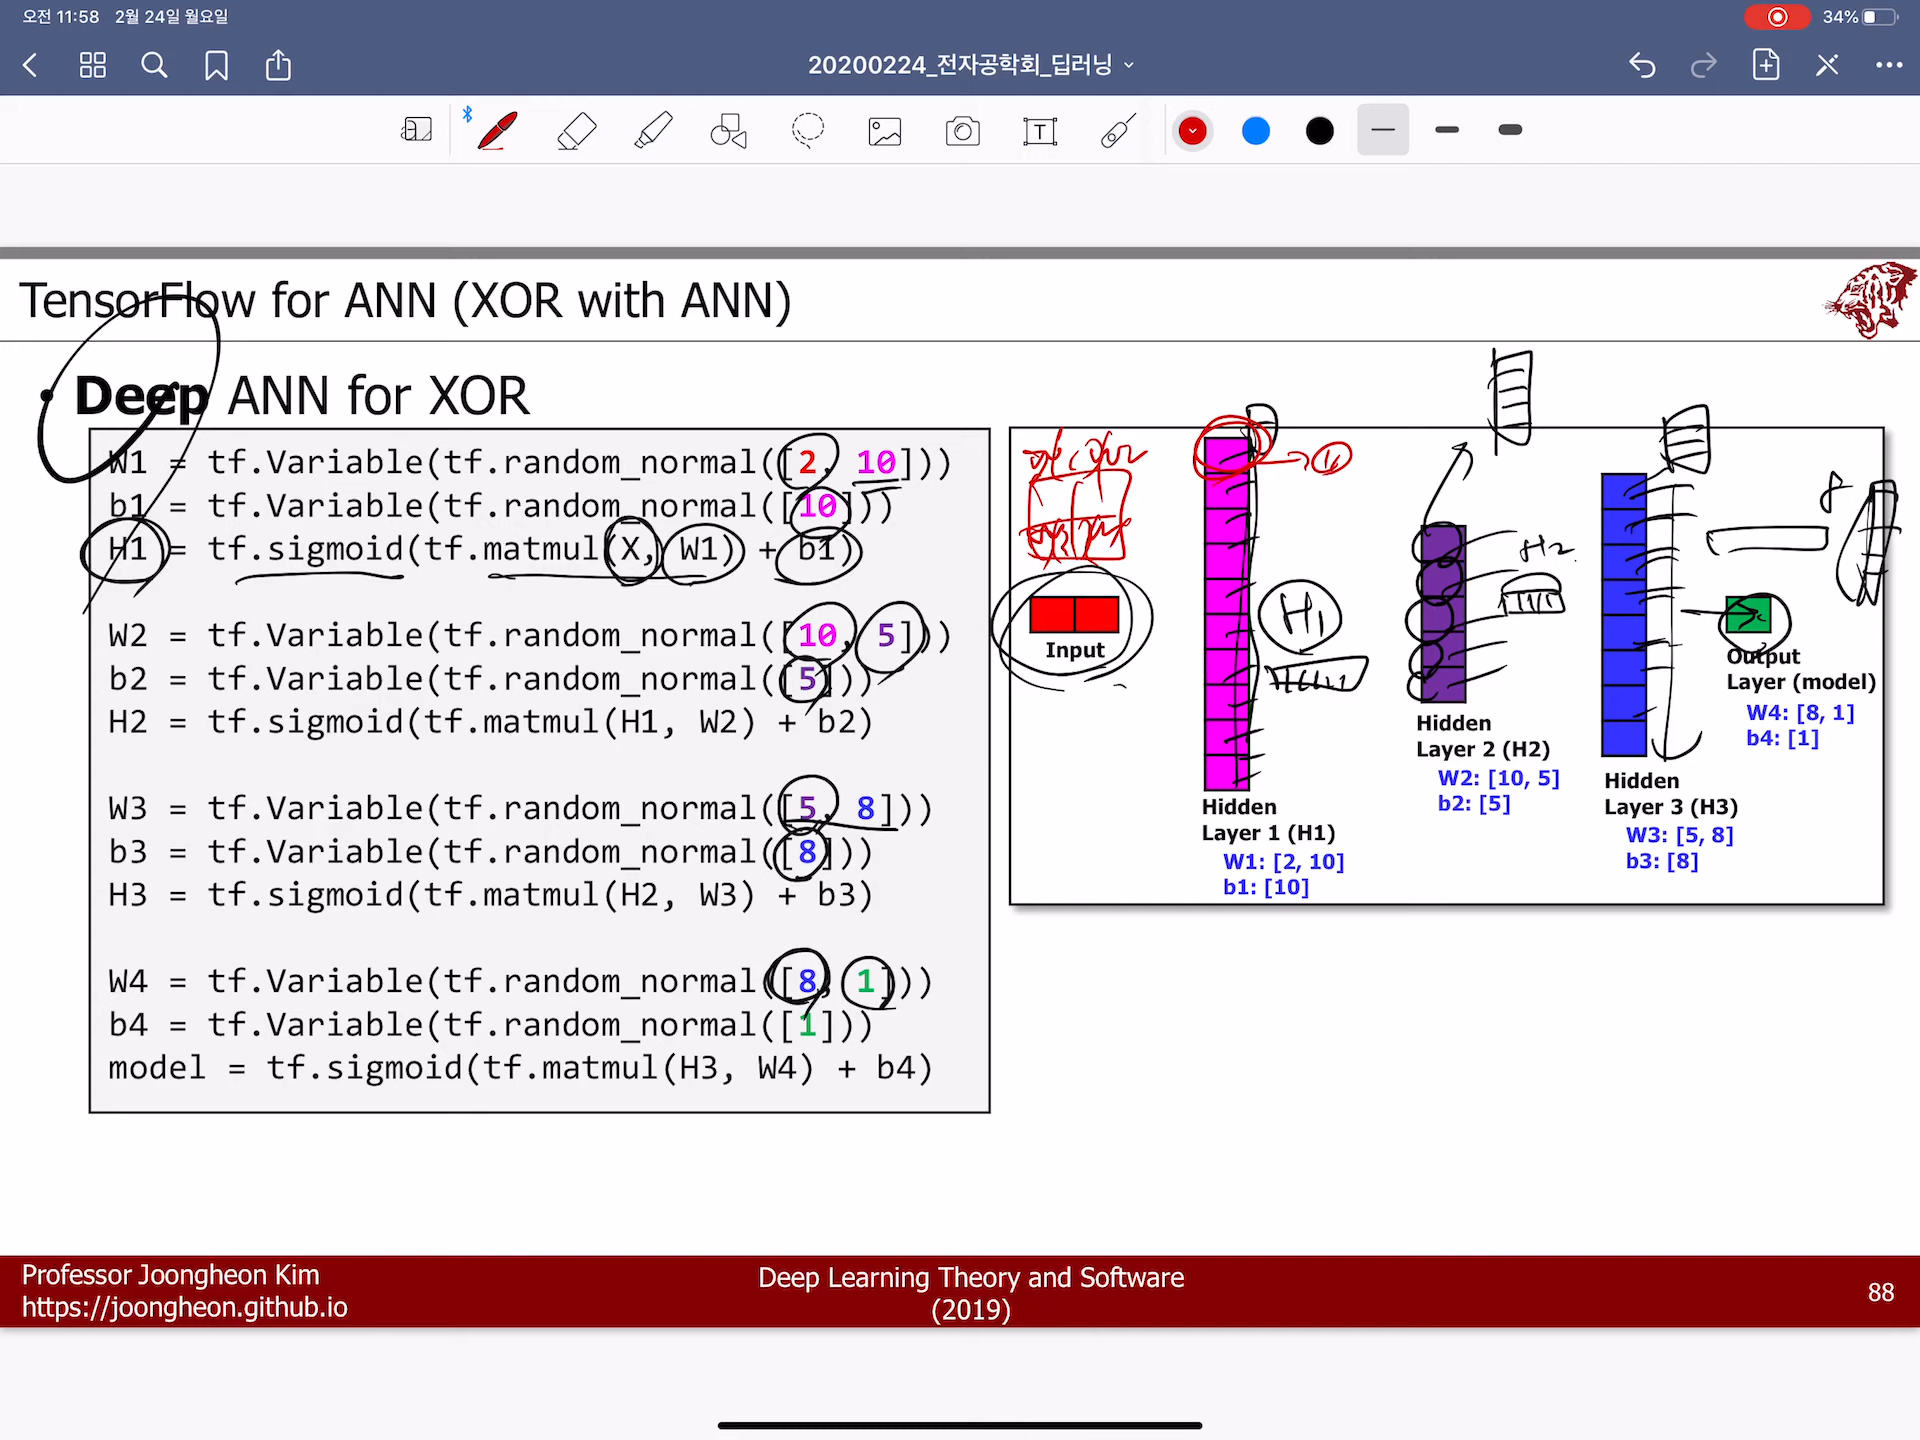 오전 11:58 2월 24일 월요일
34%
20200224_전자공학회_딥러닝
TensorFlow for ANN (XOR with ANN)
• Deep ANN for XOR
W1 = tf.Variable(tf.random_normal([2, 10]))
b1 = tf.Variable(tf.random_normal([10]))
H1 = tf.sigmoid(tf.matmul(X, W1) + b1)
W2 = tf.Variable(tf.random_normal([10, 5]))
b2 = tf.Variable(tf.random_normal([5]))
H2 = tf.sigmoid(tf.matmul(H1, W2) + b2)
W3 = tf.Variable(tf.random_normal([5, 8]))
b3 = tf.Variable(tf.random_normal([8]))
H3 = tf.sigmoid(tf.matmul(H2, W3) + b3)
W4 = tf.Variable(tf.random_normal([8, 1]))
b4 = tf.Variable(tf.random_normal([1]))
model = tf.sigmoid(tf.matmul(H3, W4) + b4)
Input
H1
Hidden
Layer 1 (H1)
W1: [2, 10]
b1: [10]
H2
Hidden
Layer 2 (H2)
W2: [10, 5]
b2: [5]
Hidden
Layer 3 (H3)
W3: [5, 8]
b3: [8]
8
Output
Layer (model)
W4: [8, 1]
b4: [1]
Professor Joongheon Kim
https://joongheon.github.io
Deep Learning Theory and Software
(2019)
88